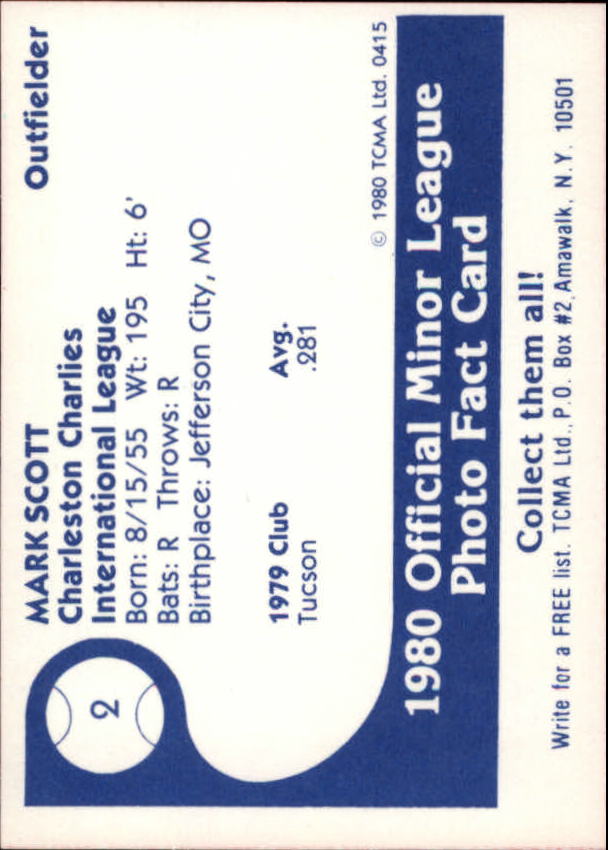 2
MARK SCOTT Outfielder
Charleston Charlies
International League
Born: 8/15/55 Wt: 195 Ht: 6'
Bats: R Throws: R
Birthplace: Jefferson City, MO
1979 Club Avg.
Tucson .281
© 1980 TCMA Ltd. 0415
1980 Official Minor League
Photo Fact Card
Collect them all!
Write for a FREE list. TCMA Ltd., P.O. Box #2, Amawalk, N.Y. 10501